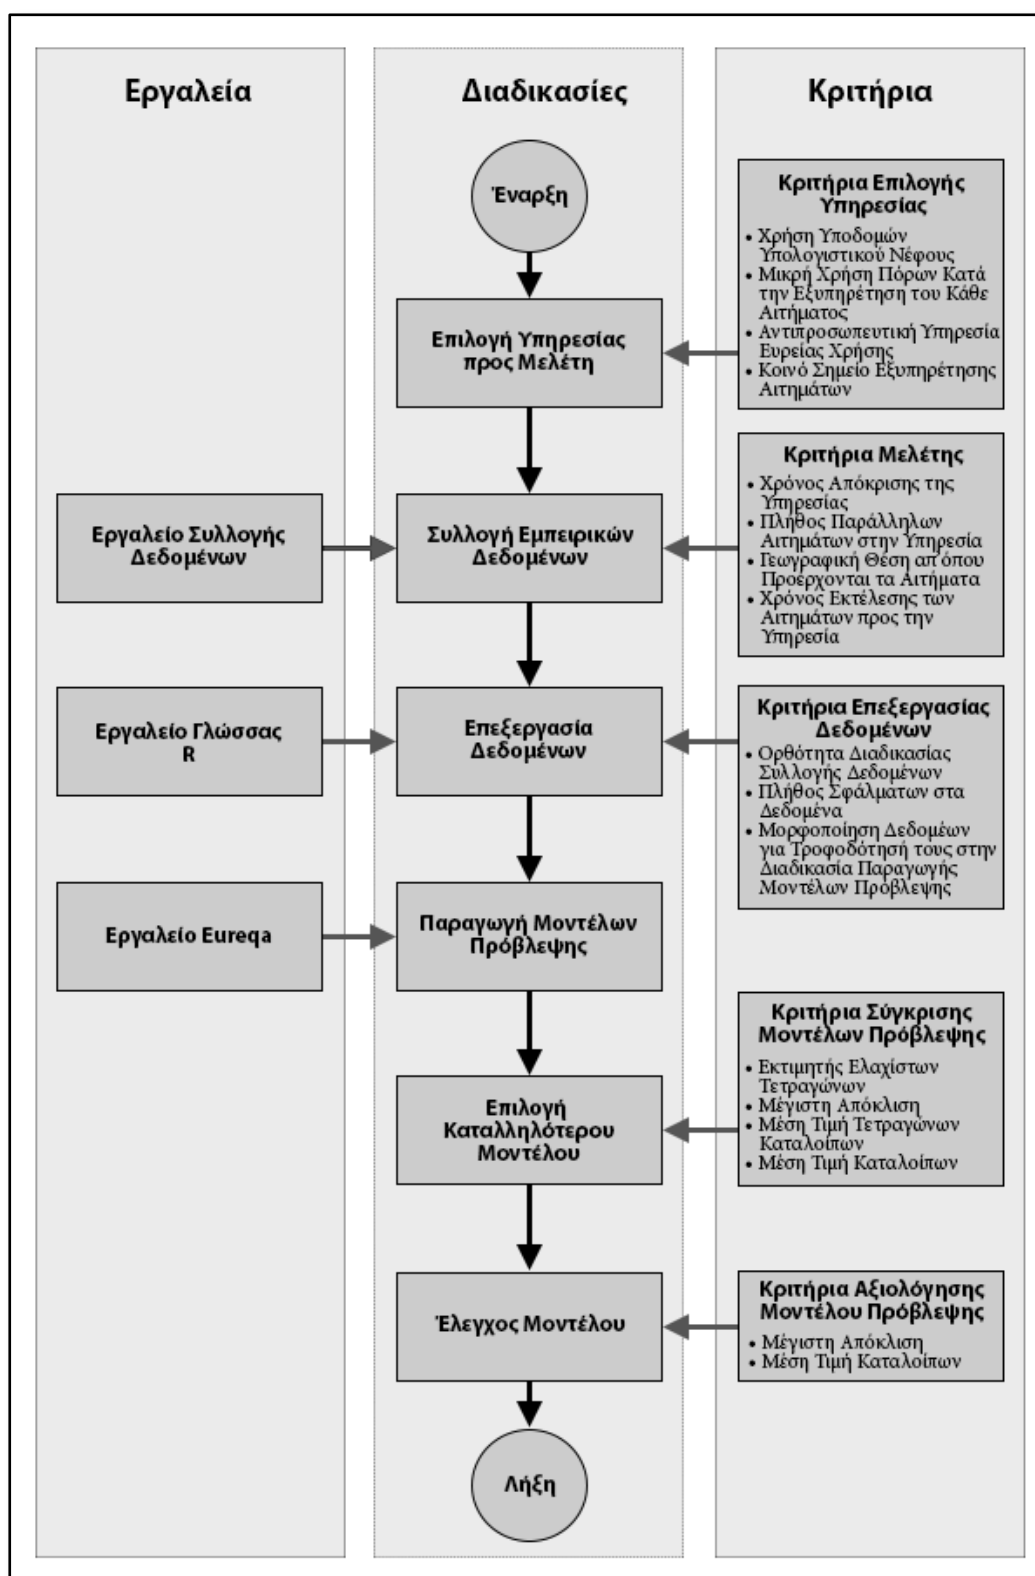 Εργαλεία
Διαδικασίες
Κριτήρια
Έναρξη
Κριτήρια Επιλογής
Υπηρεσίας
• Χρήση Υποδομών
Υπολογιστικού Νέφους
• Μικρή Χρήση Πόρων Κατά
την Εξυπηρέτηση του Κάθε
Αιτήματος
• Αντιπροσωπευτική Υπηρεσία
Ευρείας Χρήσης
• Κοινό Σημείο Εξυπηρέτησης
Αιτημάτων
Επιλογή Υπηρεσίας
προς Μελέτη
Εργαλείο Συλλογής
Δεδομένων
Συλλογή Εμπειρικών
Δεδομένων
Κριτήρια Μελέτης
• Χρόνος Απόκρισης της
Υπηρεσίας
• Πλήθος Παράλληλων
Αιτημάτων στην Υπηρεσία
• Γεωγραφική Θέση απ'όπου
Προέρχονται τα Αιτήματα
• Χρόνος Εκτέλεσης των
Αιτημάτων προς την
Υπηρεσία
Εργαλείο Γλώσσας
R
Επεξεργασία
Δεδομένων
Κριτήρια Επεξεργασίας
Δεδομένων
• Ορθότητα Διαδικασίας
Συλλογής Δεδομένων
• Πλήθος Σφάλματων στα
Δεδομένα
• Μορφοποίηση Δεδομέων
για Τροφοδότησή τους στην
Διαδικασία Παραγωγής
Μοντέλων Πρόβλεψης
Εργαλείο Eureqa
Παραγωγή Μοντέλων
Πρόβλεψης
Επιλογή
Καταλληλότερου
Μοντέλου
Κριτήρια Σύγκρισης
Μοντέλων Πρόβλεψης
• Εκτιμητής Ελαχίστων
Τετραγώνων
• Μέγιστη Απόκλιση
• Μέση Τιμή Τετραγώνων
Καταλοίπων
• Μέση Τιμή Καταλοίπων
Έλεγχος Μοντέλου
Κριτήρια Αξιολόγησης
Μοντέλου Πρόβλεψης
• Μέγιστη Απόκλιση
• Μέση Τιμή Καταλοίπων
Λήξη